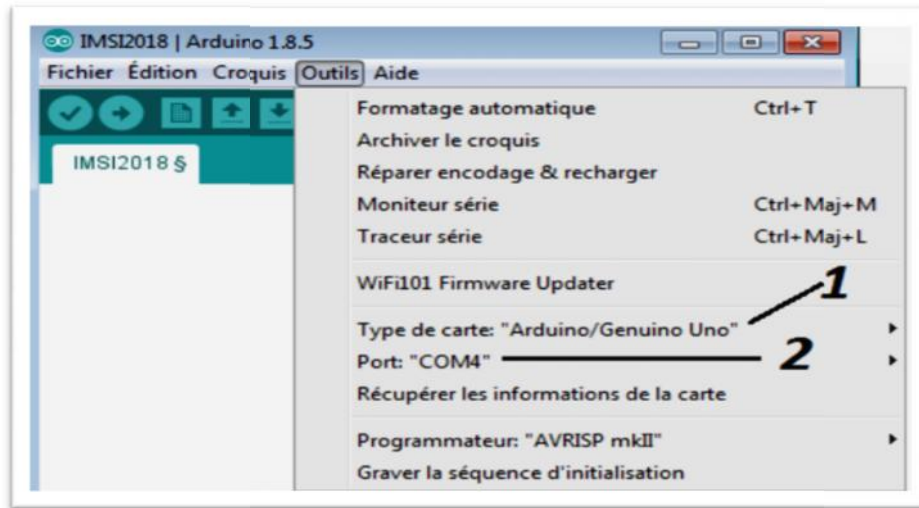 IMSI2018 | Arduino 1.8.5
Fichier Édition Croquis Outils Aide
IMSI2018 §
Formatage automatique Ctrl+T
Archiver le croquis
Réparer encodage & recharger
Moniteur série Ctrl+Maj+M
Traceur série Ctrl+Maj+L
WiFi101 Firmware Updater
1
Type de carte: "Arduino/Genuino Uno"
Port: "COM4" 2
Récupérer les informations de la carte
Programmateur: "AVRISP mkII"
Graver la séquence d'initialisation